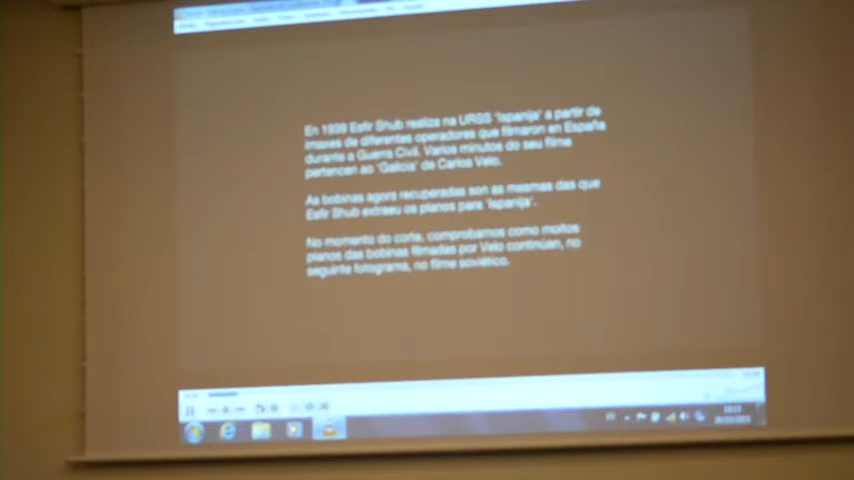 En 1939 Esfir Shub realiza na URSS 'Ispanija' a partir de
imaxes de diferentes operadores que filmaron en España
durante a Guerra Civil. Varios minutos do seu filme
pertencen ao 'Galicia' de Carlos Velo.
As bobinas agora recuperadas son as mesmas das que
Esfir Shub extraeu os planos para 'Ispanija'.
No momento do corte, comprobamos como moitos
planos das bobinas filmadas por Velo continúan, no
seguinte fotograma, no filme soviético.